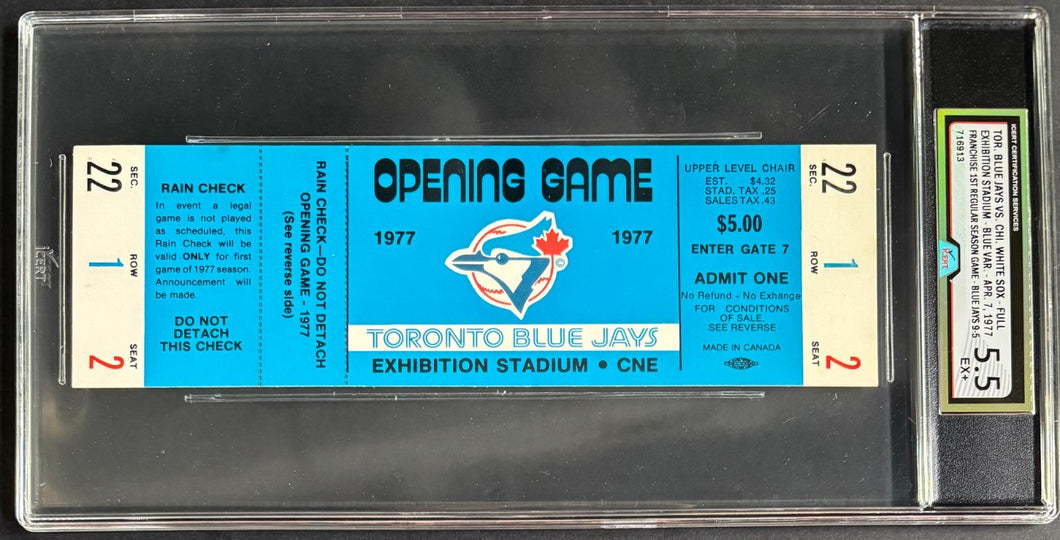 22
SEC.
1
ROW
2
SEAT
RAIN CHECK
In event a legal
game is not played
as scheduled, this
Rain Check will be
valid ONLY for first
game of 1977 season.
Announcement will
be made.
DO NOT
DETACH
THIS CHECK
RAIN CHECK—DO NOT DETACH
OPENING GAME - 1977
(See reverse side)
OPENING GAME
1977
1977
©
TORONTO BLUE JAYS
EXHIBITION STADIUM • CNE
UPPER LEVEL CHAIR
EST. $4.32
STAD. TAX .25
SALES TAX .43
$5.00
ENTER GATE 7
ADMIT ONE
No Refund - No Exhange
FOR CONDITIONS
OF SALE,
SEE REVERSE
MADE IN CANADA
22
SEC.
1
ROW
2
SEAT
ICERT CERTIFICATION SERVICES
TOR. BLUE JAYS VS. CHI. WHITE SOX - FULL
EXHIBITION STADIUM - BLUE VAR. - APR. 7, 1977
FRANCHISE 1ST REGULAR SEASON GAME - BLUE JAYS 9-5
716913
ICERT
5.5
EX+
ICERT